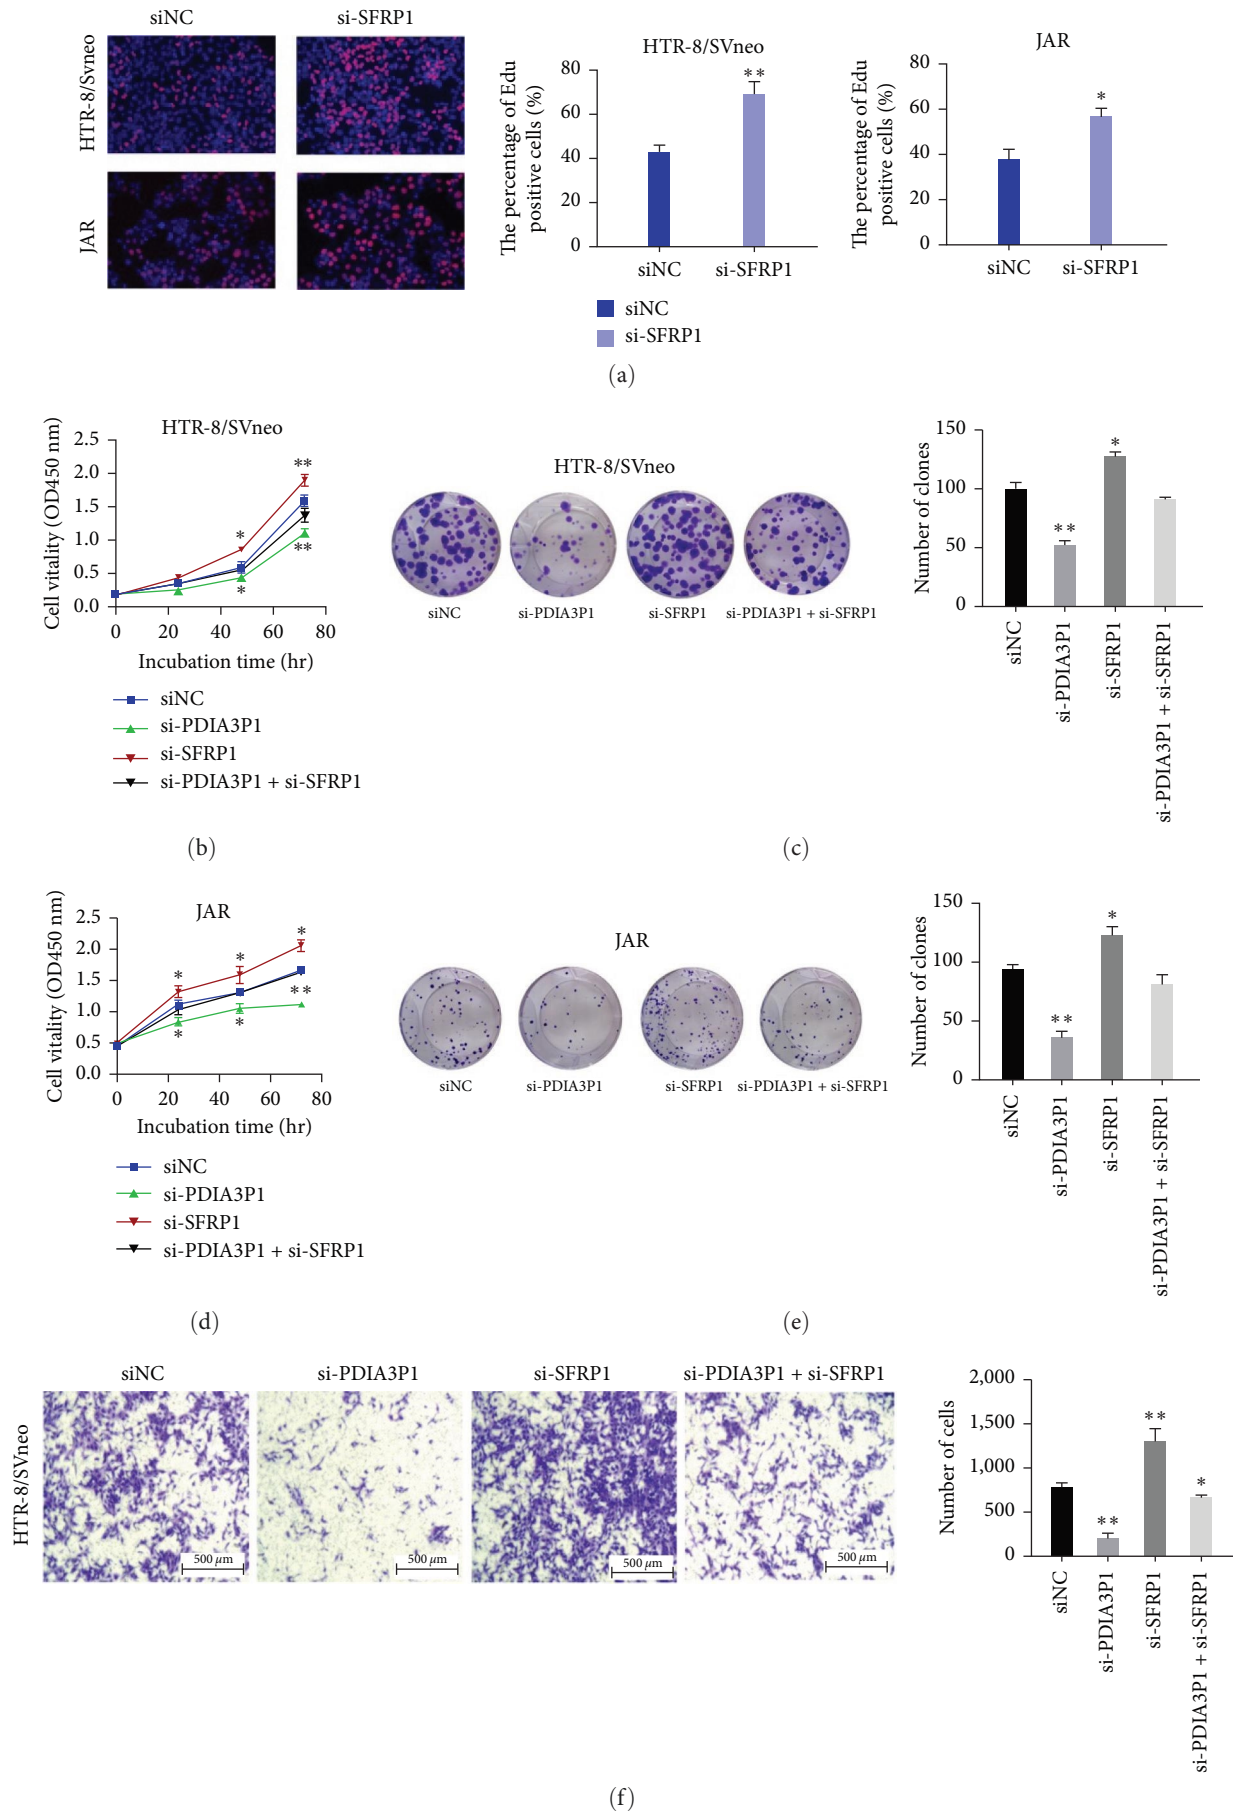 siNC
si-SFRP1
HTR-8/Svneo
JAR
HTR-8/SVneo
The percentage of Edu
positive cells (%)
80
60
40
20
0
**
siNC
si-SFRP1
JAR
The percentage of Edu
positive cells (%)
80
60
40
20
0
*
siNC
si-SFRP1
siNC
si-SFRP1
(a)
HTR-8/SVneo
Cell vitality (OD450 nm)
2.5
2.0
1.5
1.0
0.5
0.0
**
*
**
*
0
20
40
60
80
Incubation time (hr)
siNC
si-PDIA3P1
si-SFRP1
si-PDIA3P1 + si-SFRP1
(b)
HTR-8/SVneo
siNC
si-PDIA3P1
si-SFRP1
si-PDIA3P1 + si-SFRP1
Number of clones
150
100
50
0
**
*
siNC
si-PDIA3P1
si-SFRP1
si-PDIA3P1 + si-SFRP1
(c)
JAR
Cell vitality (OD450 nm)
2.5
2.0
1.5
1.0
0.5
0.0
*
*
*
*
*
**
0
20
40
60
80
Incubation time (hr)
siNC
si-PDIA3P1
si-SFRP1
si-PDIA3P1 + si-SFRP1
(d)
JAR
siNC
si-PDIA3P1
si-SFRP1
si-PDIA3P1 + si-SFRP1
Number of clones
150
100
50
0
**
*
siNC
si-PDIA3P1
si-SFRP1
si-PDIA3P1 + si-SFRP1
(e)
siNC
si-PDIA3P1
si-SFRP1
si-PDIA3P1 + si-SFRP1
HTR-8/SVneo
500 μm
500 μm
500 μm
500 μm
Number of cells
2,000
1,500
1,000
500
0
**
**
*
siNC
si-PDIA3P1
si-SFRP1
si-PDIA3P1 + si-SFRP1
(f)